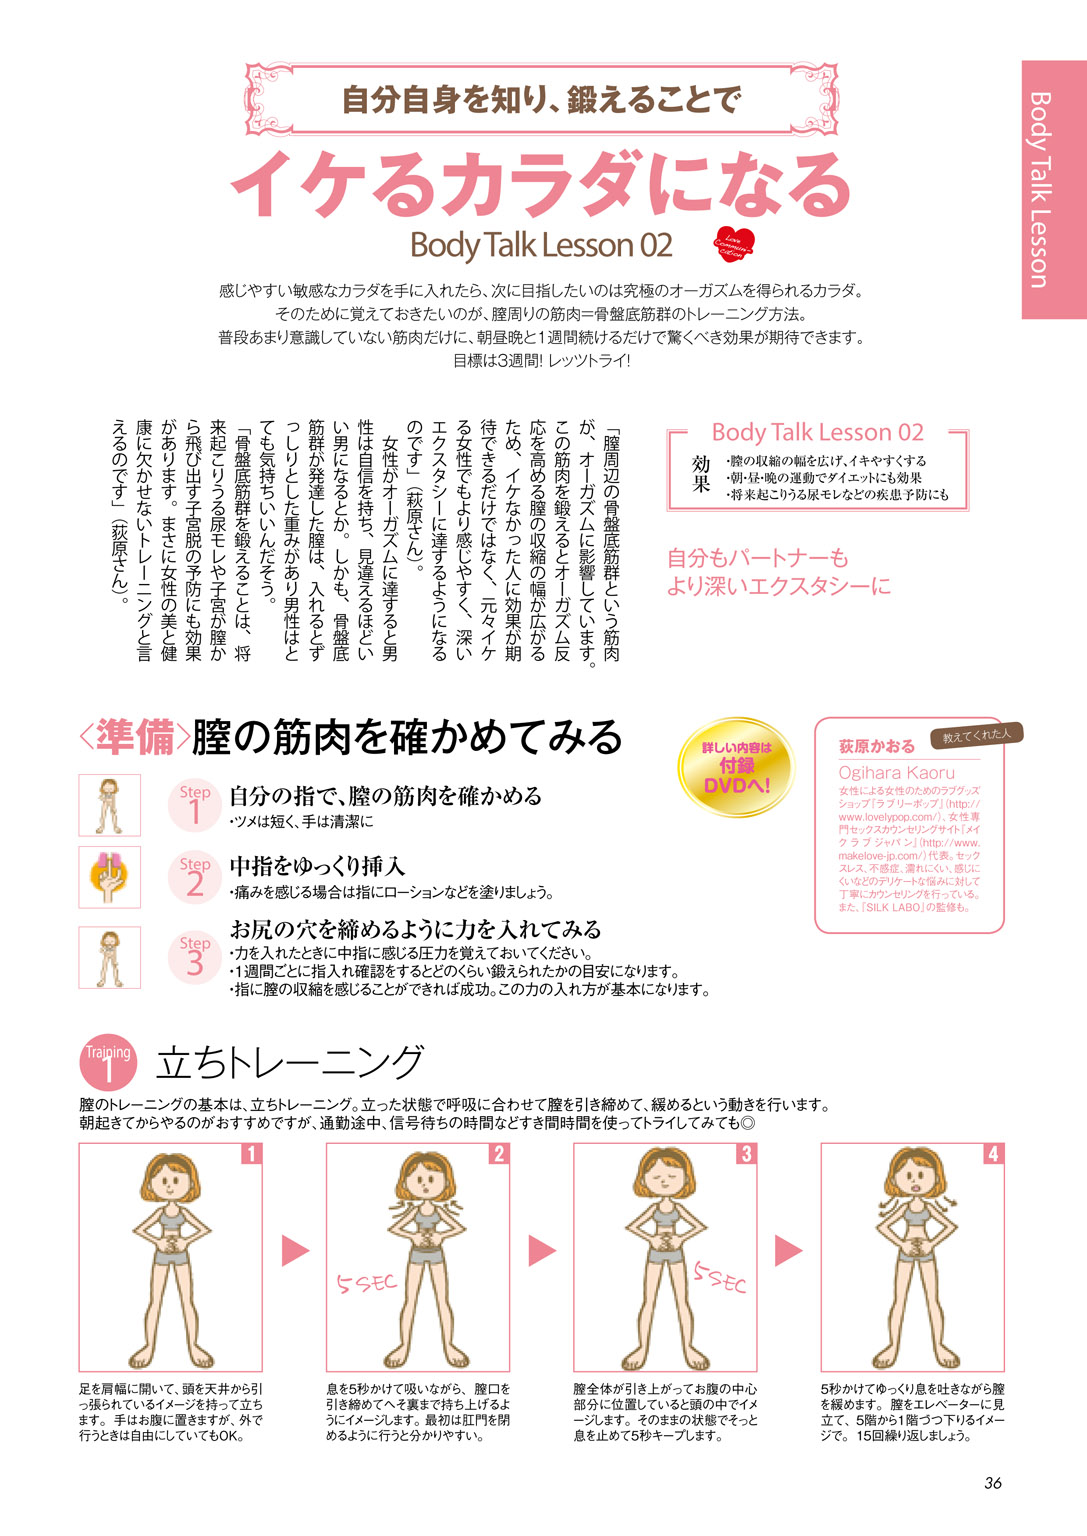 Body Talk Lesson
自分自身を知り、鍛えることで
イケるカラダになる
Body Talk Lesson 02
Love
Communi-
cation
感じやすい敏感なカラダを手に入れたら、次に目指したいのは究極のオーガズムを得られるカラダ。
そのために覚えておきたいのが、膣周りの筋肉＝骨盤底筋群のトレーニング方法。
普段あまり意識していない筋肉だけに、朝昼晩と1週間続けるだけで驚くべき効果が期待できます。
目標は3週間! レッツトライ!
Body Talk Lesson 02
効果
・膣の収縮の幅を広げ、イキやすくする
・朝・昼・晩の運動でダイエットにも効果
・将来起こりうる尿モレなどの疾患予防にも
自分もパートナーも
より深いエクスタシーに
「膣周辺の骨盤底筋群という筋肉
が、オーガズムに影響しています。
この筋肉を鍛えるとオーガズム反
応を高める膣の収縮の幅が広がる
ため、イケなかった人に効果が期
待できるだけではなく、元々イケ
る女性でもより感じやすく、深い
エクスタシーに達するようになる
のです」（萩原さん）。
女性がオーガズムに達すると男
性は自信を持ち、見違えるほどい
い男になるとか。しかも、骨盤底
筋群が発達した膣は、入れるとず
っしりとした重みがあり男性はと
ても気持ちいいんだそう。
「骨盤底筋群を鍛えることは、将
来起こりうる尿モレや子宮が膣か
ら飛び出す子宮脱の予防にも効果
があります。まさに女性の美と健
康に欠かせないトレーニングと言
えるのです」（荻原さん）。
〈準備〉膣の筋肉を確かめてみる
Step
1
自分の指で、膣の筋肉を確かめる
・ツメは短く、手は清潔に
Step
2
中指をゆっくり挿入
・痛みを感じる場合は指にローションなどを塗りましょう。
Step
3
お尻の穴を締めるように力を入れてみる
・力を入れたときに中指に感じる圧力を覚えておいてください。
・1週間ごとに指入れ確認をするとどのくらい鍛えられたかの目安になります。
・指に膣の収縮を感じることができれば成功。この力の入れ方が基本になります。
詳しい内容は
付録
DVDへ!
教えてくれた人
荻原かおる
Ogihara Kaoru
女性による女性のためのラブグッズ
ショップ「ラブリーポップ」（http://
www.lovelypop.com/）、女性専
門セックスカウンセリングサイト「メイ
クラブジャパン」（http://www.
makelove-jp.com/）代表。セック
スレス、不感症、濡れにくい、感じに
くいなどのデリケートな悩みに対して
丁寧にカウンセリングを行っている。
また、「SILK LABO」の監修も。
Training
1
立ちトレーニング
膣のトレーニングの基本は、立ちトレーニング。立った状態で呼吸に合わせて膣を引き締めて、緩めるという動きを行います。
朝起きてからやるのがおすすめですが、通勤途中、信号待ちの時間などすき間時間を使ってトライしてみても◎
1
足を肩幅に開いて、頭を天井から引
っ張られているイメージを持って立ち
ます。手はお腹に置きますが、外で
行うときは自由にしていてもOK。
2
5 SEC
息を5秒かけて吸いながら、膣口を
引き締めてへそ裏まで持ち上げるよ
うにイメージします。最初は肛門を閉
めるように行うと分かりやすい。
3
5 SEC
膣全体が引き上がってお腹の中心
部分に位置していると頭の中でイメ
ージします。そのままの状態でそっと
息を止めて5秒キープします。
4
5秒かけてゆっくり息を吐きながら膣
を緩めます。膣をエレベーターに見
立て、5階から1階づつ下りるイメー
ジで。15回繰り返しましょう。
36